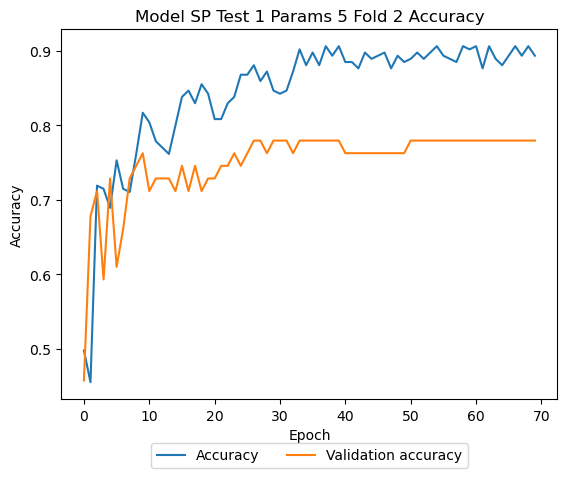 Model SP Test 1 Params 5 Fold 2 Accuracy
0.9
0.8
0.7
0.6
0.5
Accuracy
0 10 20 30 40 50 60 70
Epoch
Accuracy Validation accuracy